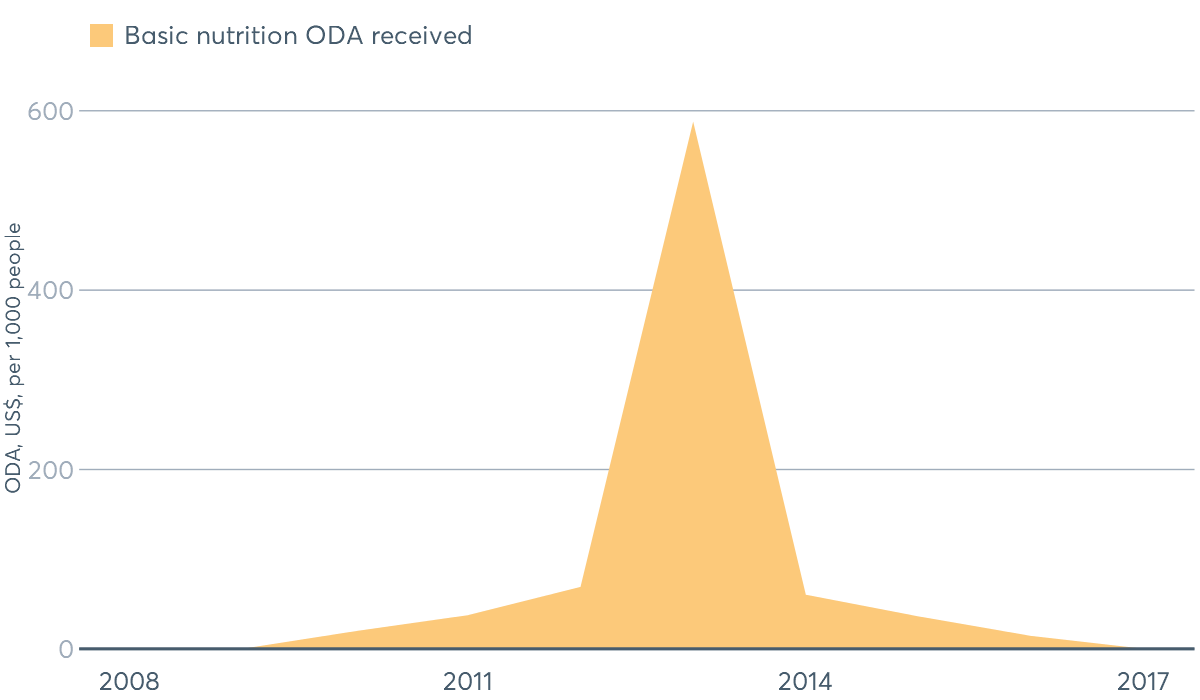 Basic nutrition ODA received
ODA, US$, per 1,000 people
600
400
200
0
2008 2011 2014 2017